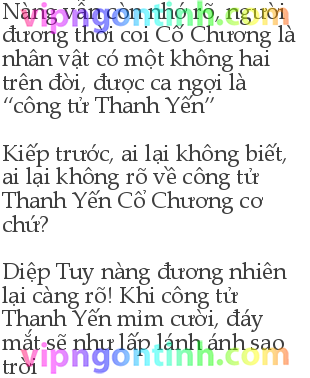 Nàng vẫn còn nhớ rõ, người
đương thời coi Cố Chương là
nhân vật có một không hai
trên đời, được ca ngợi là
“công tử Thanh Yến”

Kiếp trước, ai lại không biết,
ai lại không rõ về công tử
Thanh Yến Cổ Chương cơ
chứ?

Diệp Tuy nàng đương nhiên
lại càng rõ! Khi công tử
Thanh Yến mỉm cười, đáy
mắt sẽ như lấp lánh ánh sao
trời
vipngontinh.com
vipngontinh.com